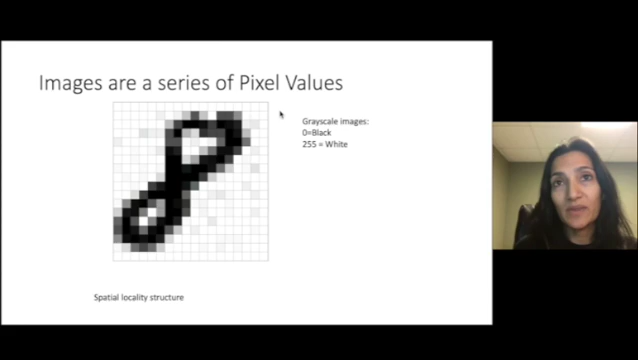 Images are a series of Pixel Values
Grayscale images:
0=Black
255 = White
Spatial locality structure